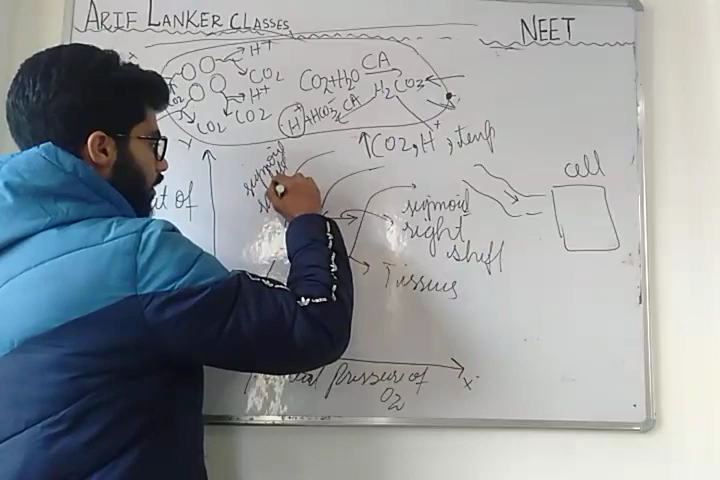 ARIF LANKER CLASSES
NEET
H+
CO2
H+
CO2
CO2
CO2+H2O CA H2CO3
H+ + HCO3- CA
↑CO2, H+, temp
cell
sigmoid
sigmoid
right
shift
Tissues
of
Pressure of
O2
x